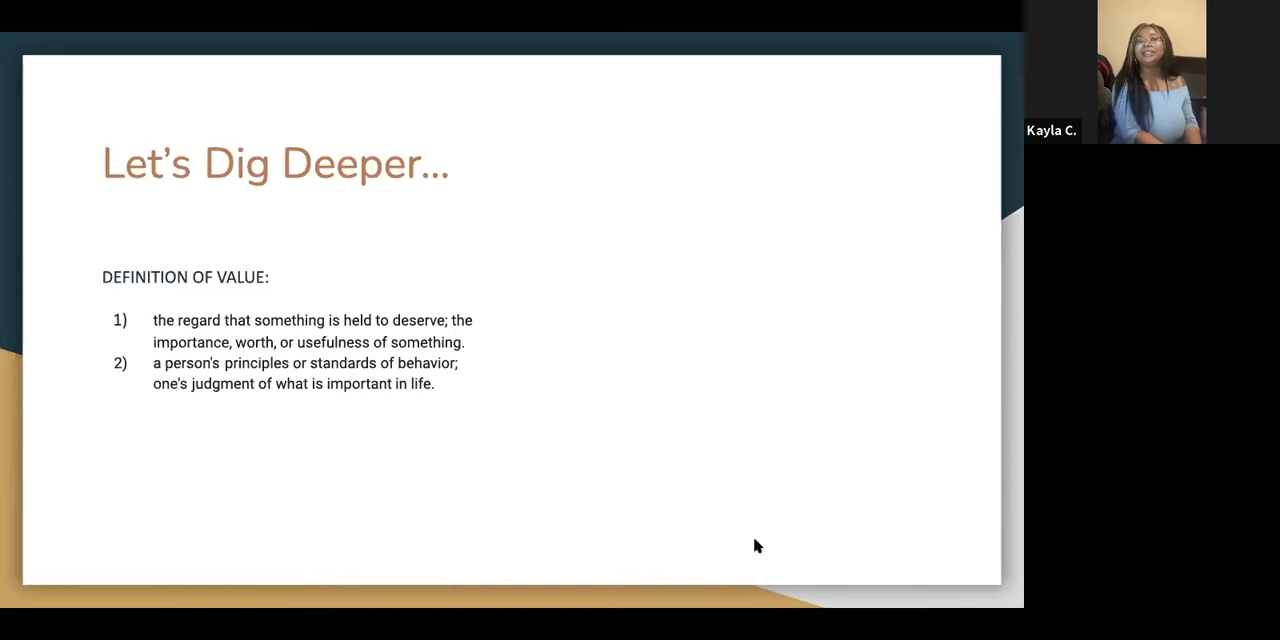 Let's Dig Deeper...
DEFINITION OF VALUE:
1) the regard that something is held to deserve; the
importance, worth, or usefulness of something.
2) a person's principles or standards of behavior;
one's judgment of what is important in life.
Kayla C.